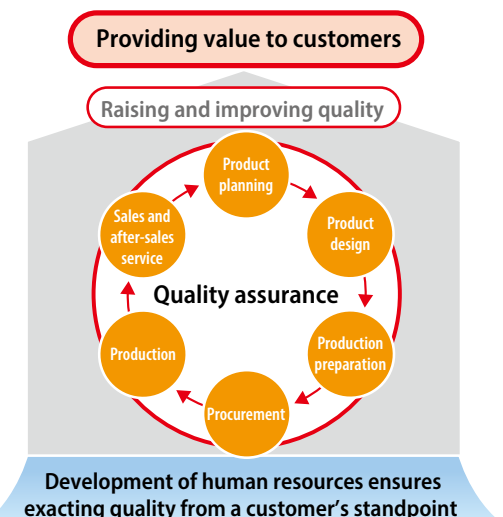 Providing value to customers
Raising and improving quality
Product
planning
Product
design
Production
preparation
Procurement
Production
Sales and
after-sales
service
Quality assurance
Development of human resources ensures
exacting quality from a customer's standpoint